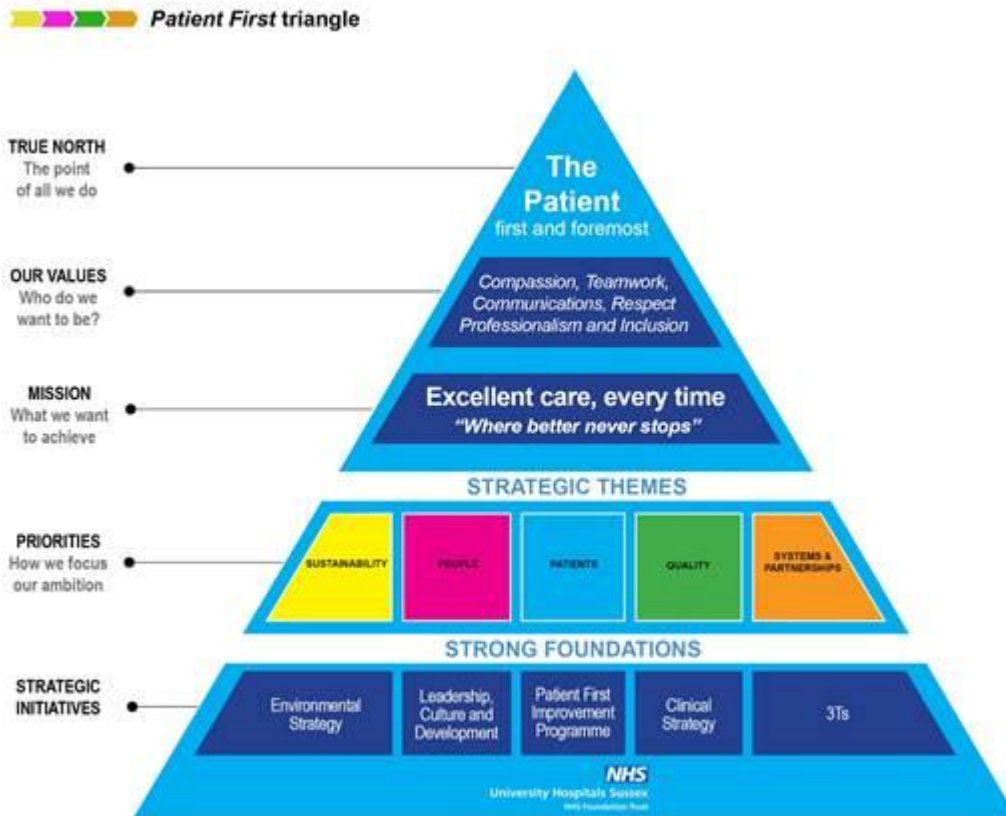 Patient First triangle
TRUE NORTH
The point
of all we do
The
Patient
first and foremost
OUR VALUES
Who do we
want to be?
Compassion, Teamwork,
Communications, Respect
Professionalism and Inclusion
MISSION
What we want
to achieve
Excellent care, every time
“Where better never stops”
STRATEGIC THEMES
PRIORITIES
How we focus
our ambition
SUSTAINABILITY
PEOPLE
PATIENTS
QUALITY
SYSTEMS &
PARTNERSHIPS
STRONG FOUNDATIONS
STRATEGIC
INITIATIVES
Environmental
Strategy
Leadership,
Culture and
Development
Patient First
Improvement
Programme
Clinical
Strategy
3Ts
NHS
University Hospitals Sussex
NHS Foundation Trust